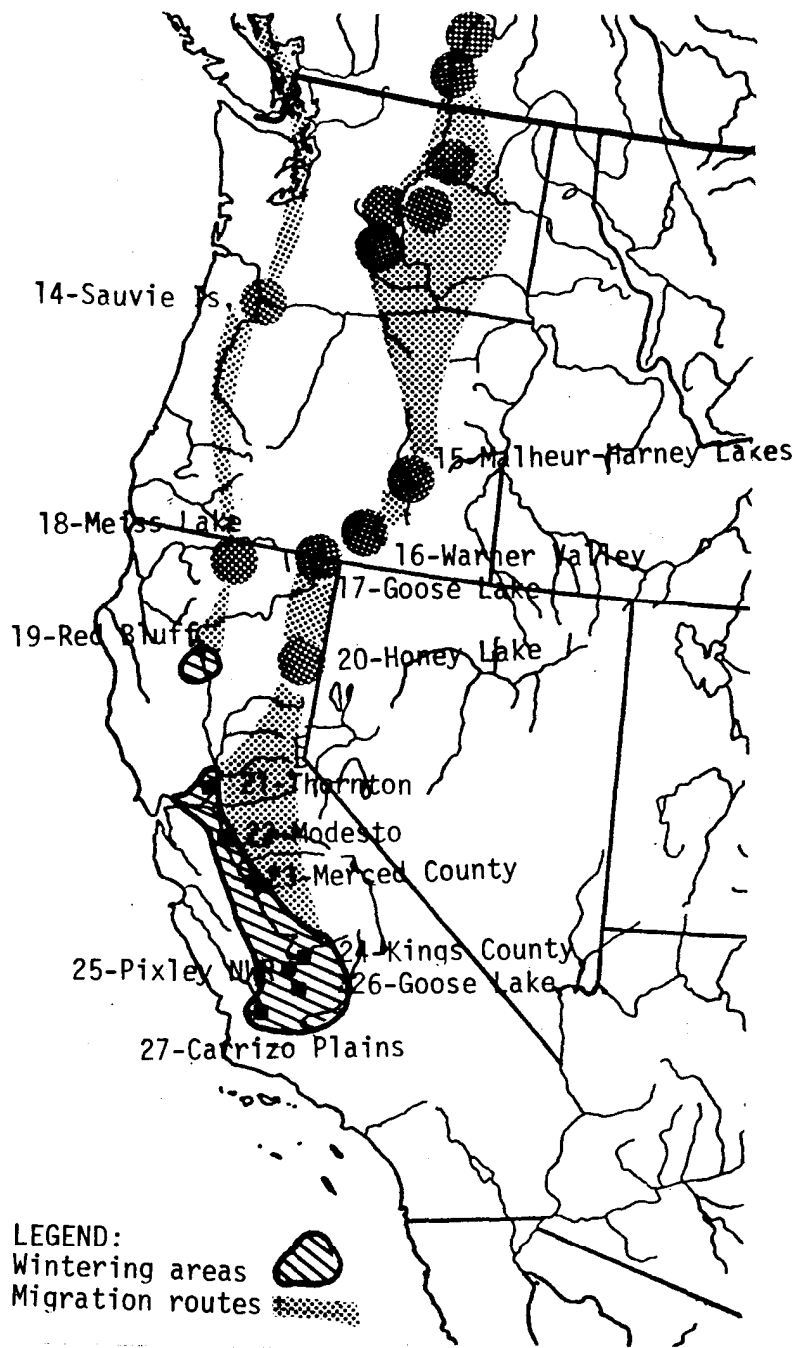 14-Sauvie Is.
15-Malheur-Harney Lakes
18-Meiss Lake
16-Warner Valley
17-Goose Lake
19-Red Bluff
20-Honey Lake
21-Thornton
22-Modesto
23-Merced County
24-Kings County
25-Pixley NWR
26-Goose Lake
27-Carrizo Plains
LEGEND:
Wintering areas
Migration routes